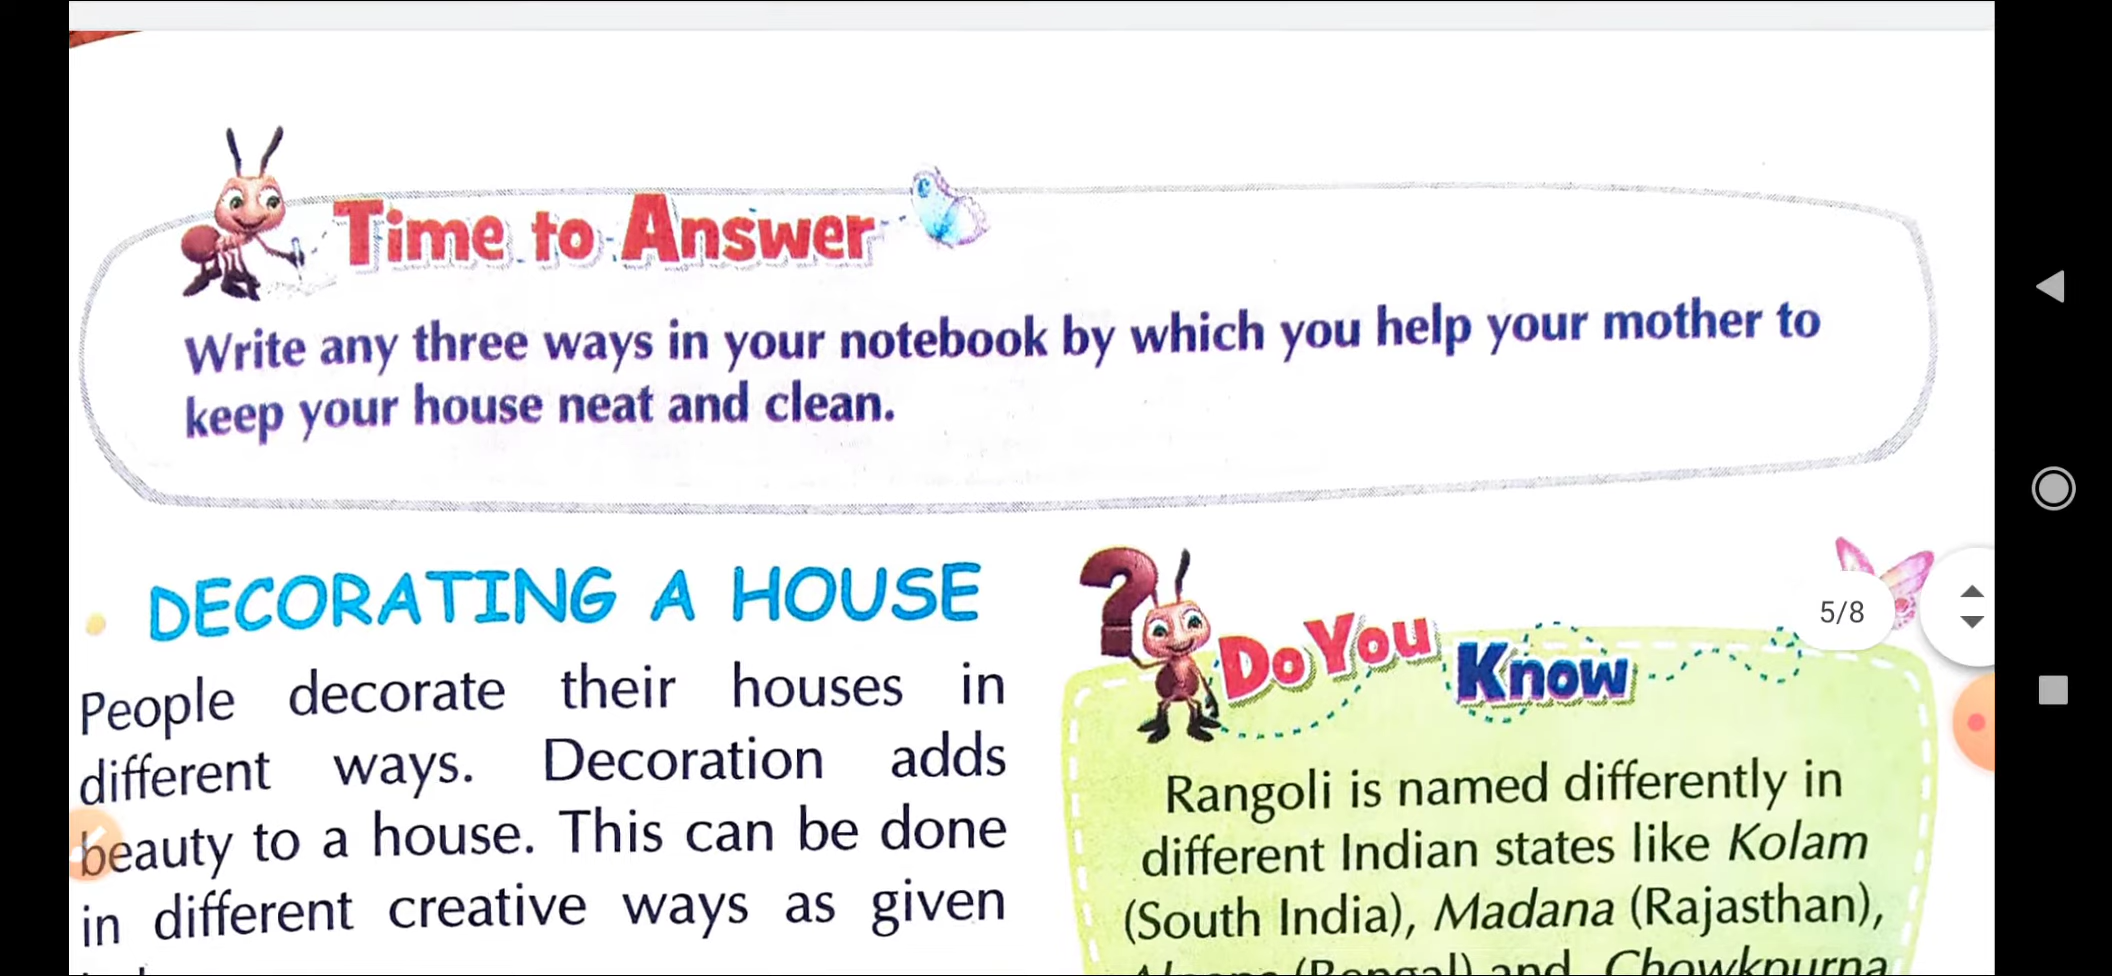 Time to Answer
Write any three ways in your notebook by which you help your mother to
keep your house neat and clean.
DECORATING A HOUSE
People decorate their houses in
different ways. Decoration adds
beauty to a house. This can be done
in different creative ways as given
?
Do You Know
Rangoli is named differently in
different Indian states like Kolam
(South India), Madana (Rajasthan),
(Bengal) and Chowkpurna
5/8